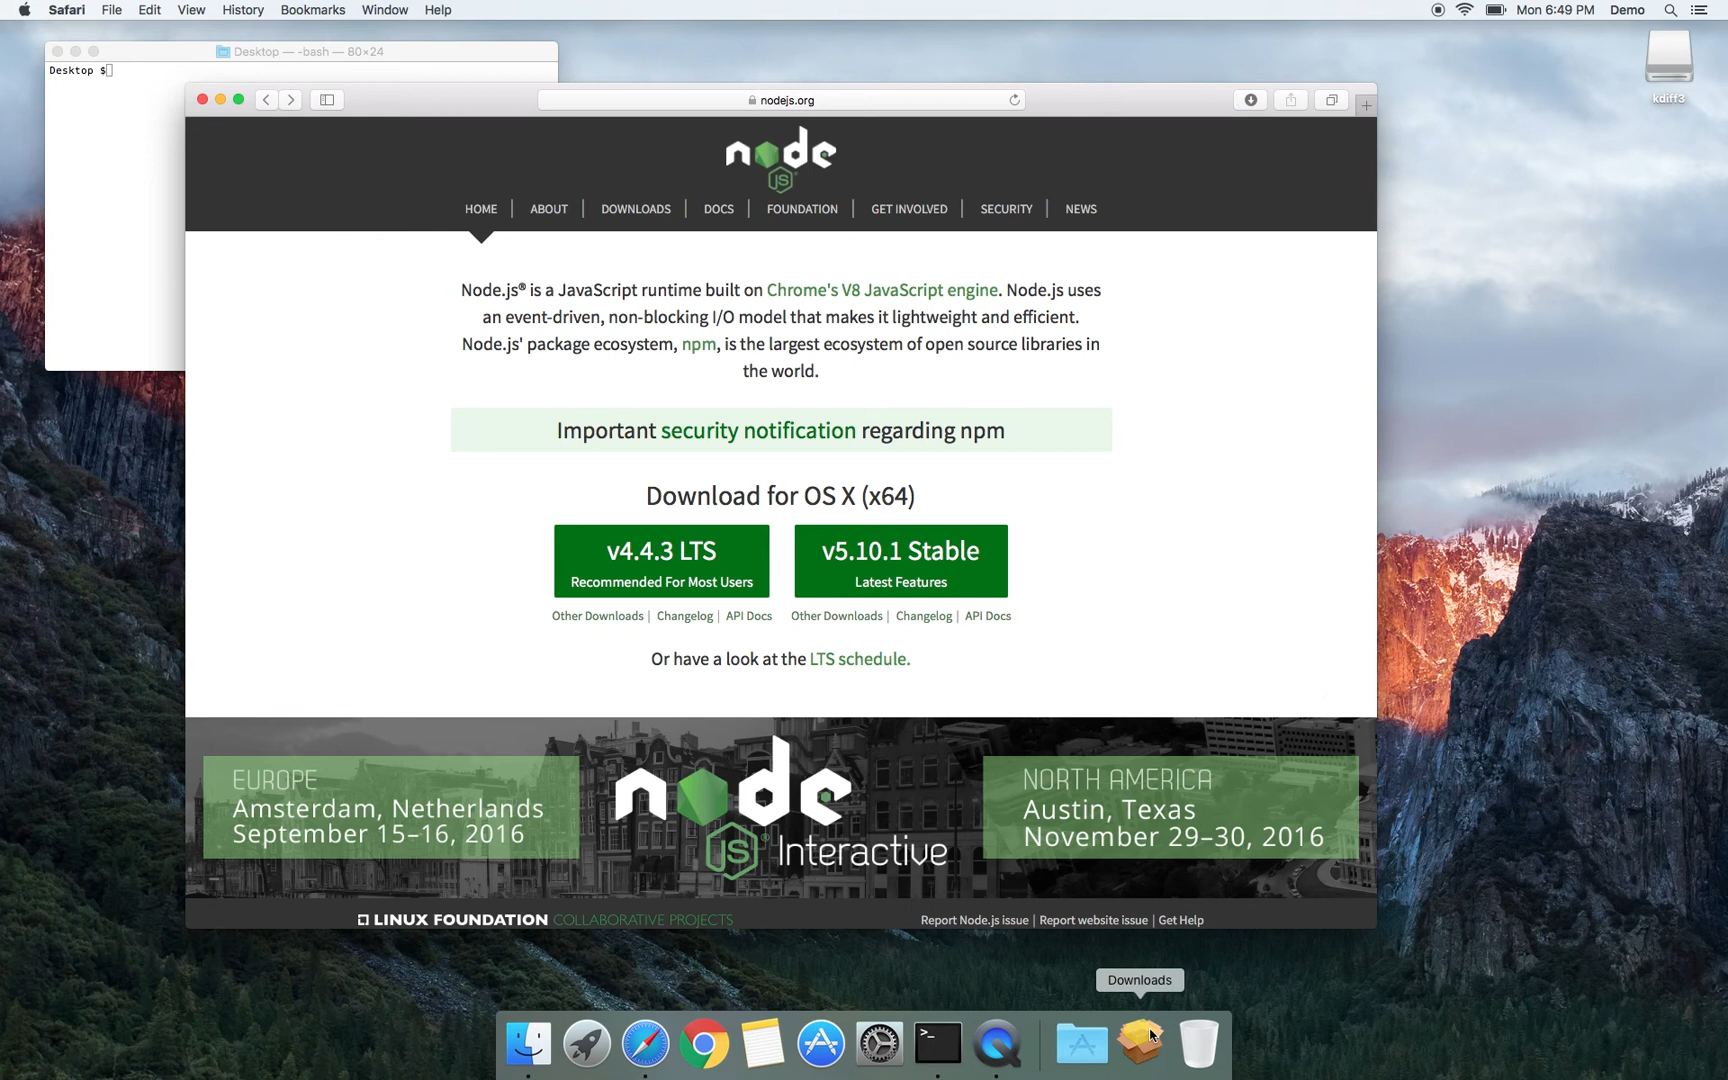 Safari File Edit View History Bookmarks Window Help
Mon 6:49 PM Demo
Desktop — -bash — 80×24
Desktop $
kdiff3
nodejs.org
node
JS
HOME ABOUT DOWNLOADS DOCS FOUNDATION GET INVOLVED SECURITY NEWS
Node.js® is a JavaScript runtime built on Chrome's V8 JavaScript engine. Node.js uses
an event-driven, non-blocking I/O model that makes it lightweight and efficient.
Node.js' package ecosystem, npm, is the largest ecosystem of open source libraries in
the world.
Important security notification regarding npm
Download for OS X (x64)
v4.4.3 LTS
Recommended For Most Users
v5.10.1 Stable
Latest Features
Other Downloads | Changelog | API Docs
Other Downloads | Changelog | API Docs
Or have a look at the LTS schedule.
EUROPE
Amsterdam, Netherlands
September 15–16, 2016
node
JS® Interactive
NORTH AMERICA
Austin, Texas
November 29–30, 2016
LINUX FOUNDATION COLLABORATIVE PROJECTS
Report Node.js issue | Report website issue | Get Help
Downloads
>_